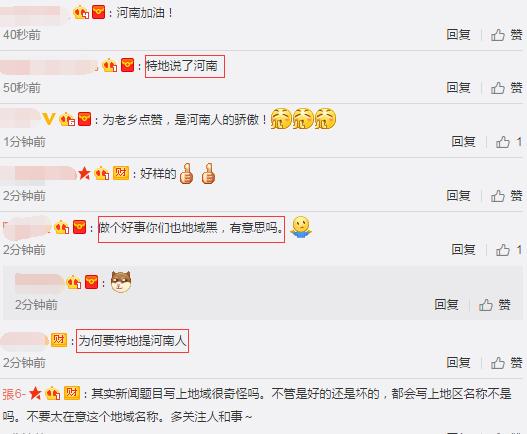 ：河南加油！
40秒前 回复 赞
：特地说了河南
50秒前 回复 赞
：为老乡点赞，是河南人的骄傲！
1分钟前 回复 1
财：好样的
2分钟前 回复 赞
：做个好事你们也地域黑，有意思吗。
2分钟前 回复 1
：
2分钟前 回复 赞
财：为何要特地提河南人
2分钟前 回复 赞
張6- 财：其实新闻题目写上地域很奇怪吗。不管是好的还是坏的，都会写上地区名称不是
吗。不要太在意这个地域名称。多关注人和事～